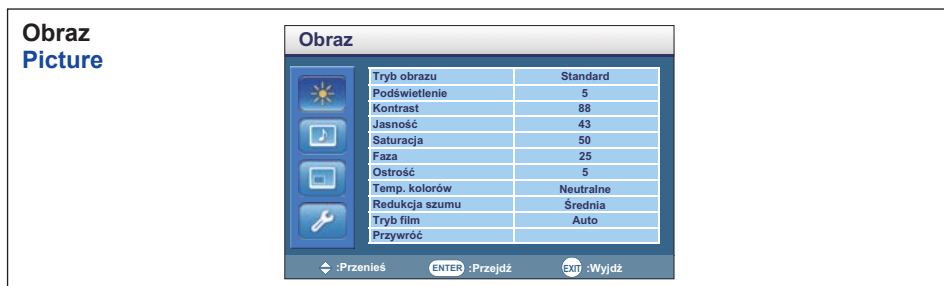 Obraz
Picture
Obraz
Tryb obrazu Standard
Podświetlenie 5
Kontrast 88
Jasność 43
Saturacja 50
Faza 25
Ostrość 5
Temp. kolorów Neutralne
Redukcja szumu Średnia
Tryb film Auto
Przywróć
:Przenieś ENTER :Przejdź EXIT :Wyjdź